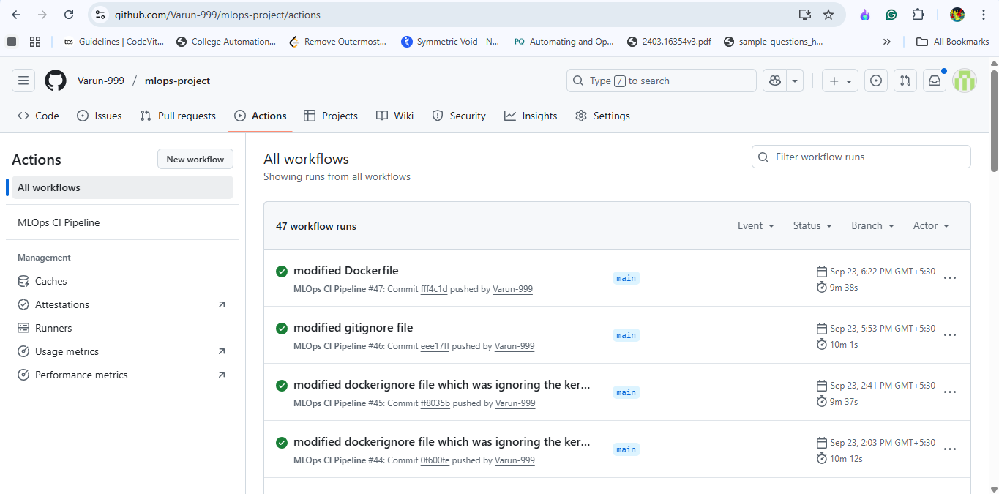 github.com/Varun-999/mlops-project/actions
tcs Guidelines | CodeVit... College Automation... Remove Outermost... Symmetric Void - N... PQ Automating and Op... 2403.16354v3.pdf sample-questions_h... » All Bookmarks
Varun-999 / mlops-project Type / to search
Code Issues Pull requests Actions Projects Wiki Security Insights Settings
Actions New workflow
All workflows
MLOps CI Pipeline
Management
Caches
Attestations
Runners
Usage metrics
Performance metrics
All workflows Filter workflow runs
Showing runs from all workflows
47 workflow runs Event Status Branch Actor
modified Dockerfile
MLOps CI Pipeline #47: Commit fff4c1d pushed by Varun-999
main
Sep 23, 6:22 PM GMT+5:30
9m 38s
modified gitignore file
MLOps CI Pipeline #46: Commit eee17ff pushed by Varun-999
main
Sep 23, 5:53 PM GMT+5:30
10m 1s
modified dockerignore file which was ignoring the ker...
MLOps CI Pipeline #45: Commit ff8035b pushed by Varun-999
main
Sep 23, 2:41 PM GMT+5:30
9m 37s
modified dockerignore file which was ignoring the ker...
MLOps CI Pipeline #44: Commit 0f600fe pushed by Varun-999
main
Sep 23, 2:03 PM GMT+5:30
10m 12s